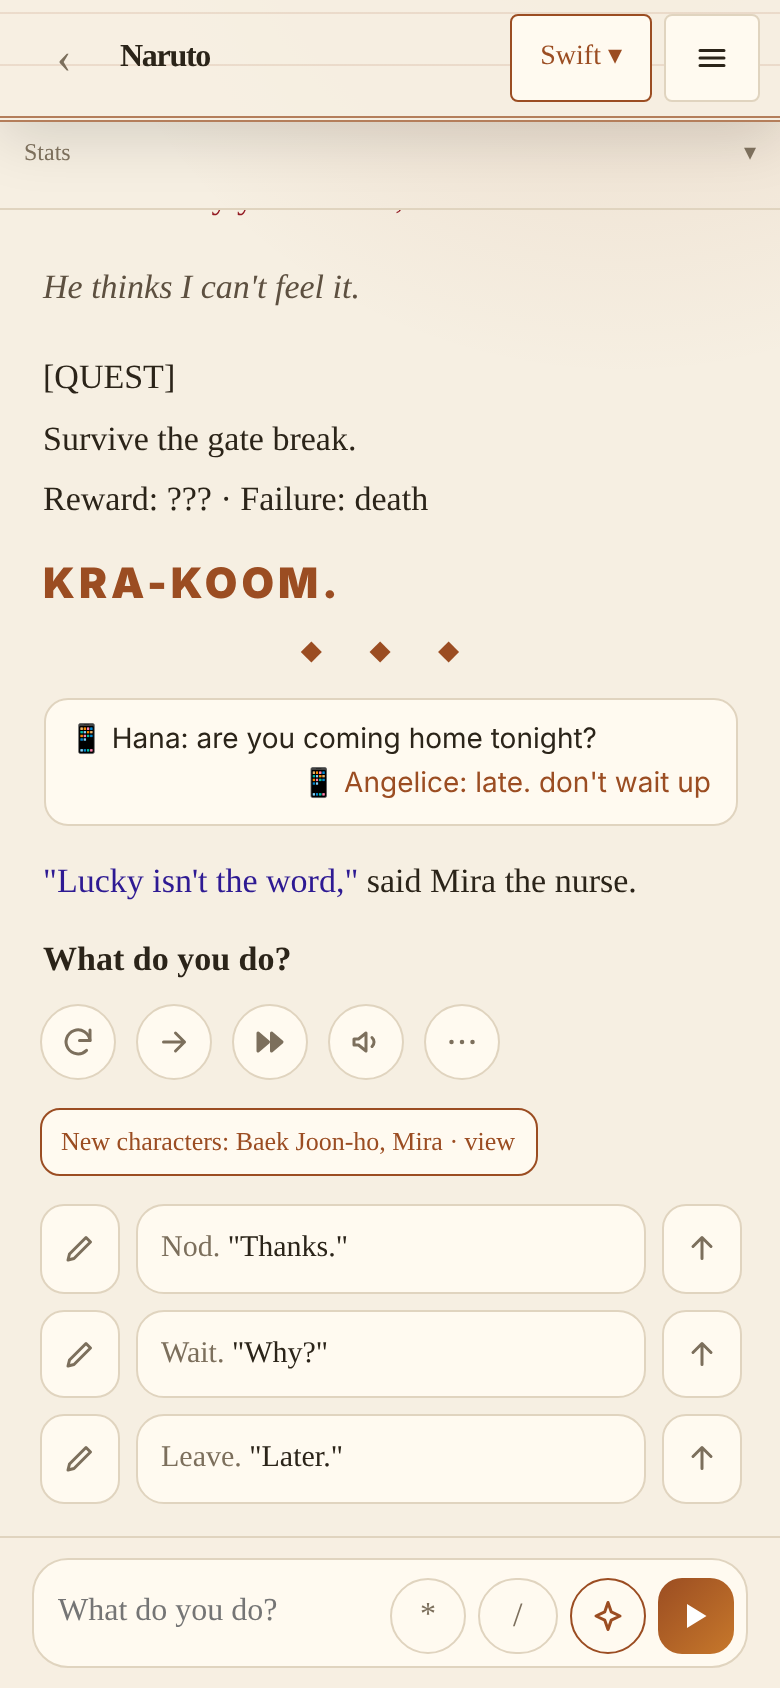 Naruto
Swift ▾
Stats
He thinks I can't feel it.
[QUEST]
Survive the gate break.
Reward: ??? · Failure: death
KRA-KOOM.
Hana: are you coming home tonight?
Angelice: late. don't wait up
"Lucky isn't the word," said Mira the nurse.
What do you do?
New characters: Baek Joon-ho, Mira · view
Nod. "Thanks."
Wait. "Why?"
Leave. "Later."
What do you do?
* /